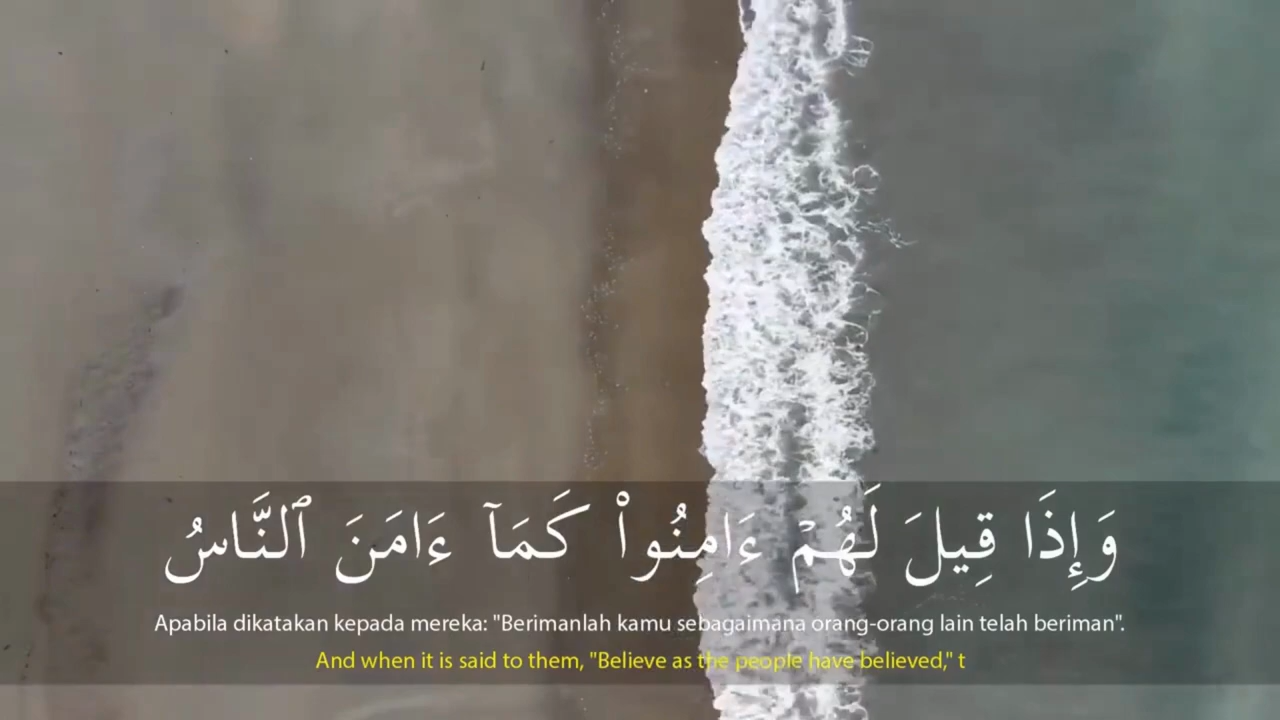 وَإِذَا قِيلَ لَهُمْ ءَامِنُوا۟ كَمَآ ءَامَنَ ٱلنَّاسُ
Apabila dikatakan kepada mereka: "Berimanlah kamu sebagaimana orang-orang lain telah beriman".
And when it is said to them, "Believe as the people have believed," t